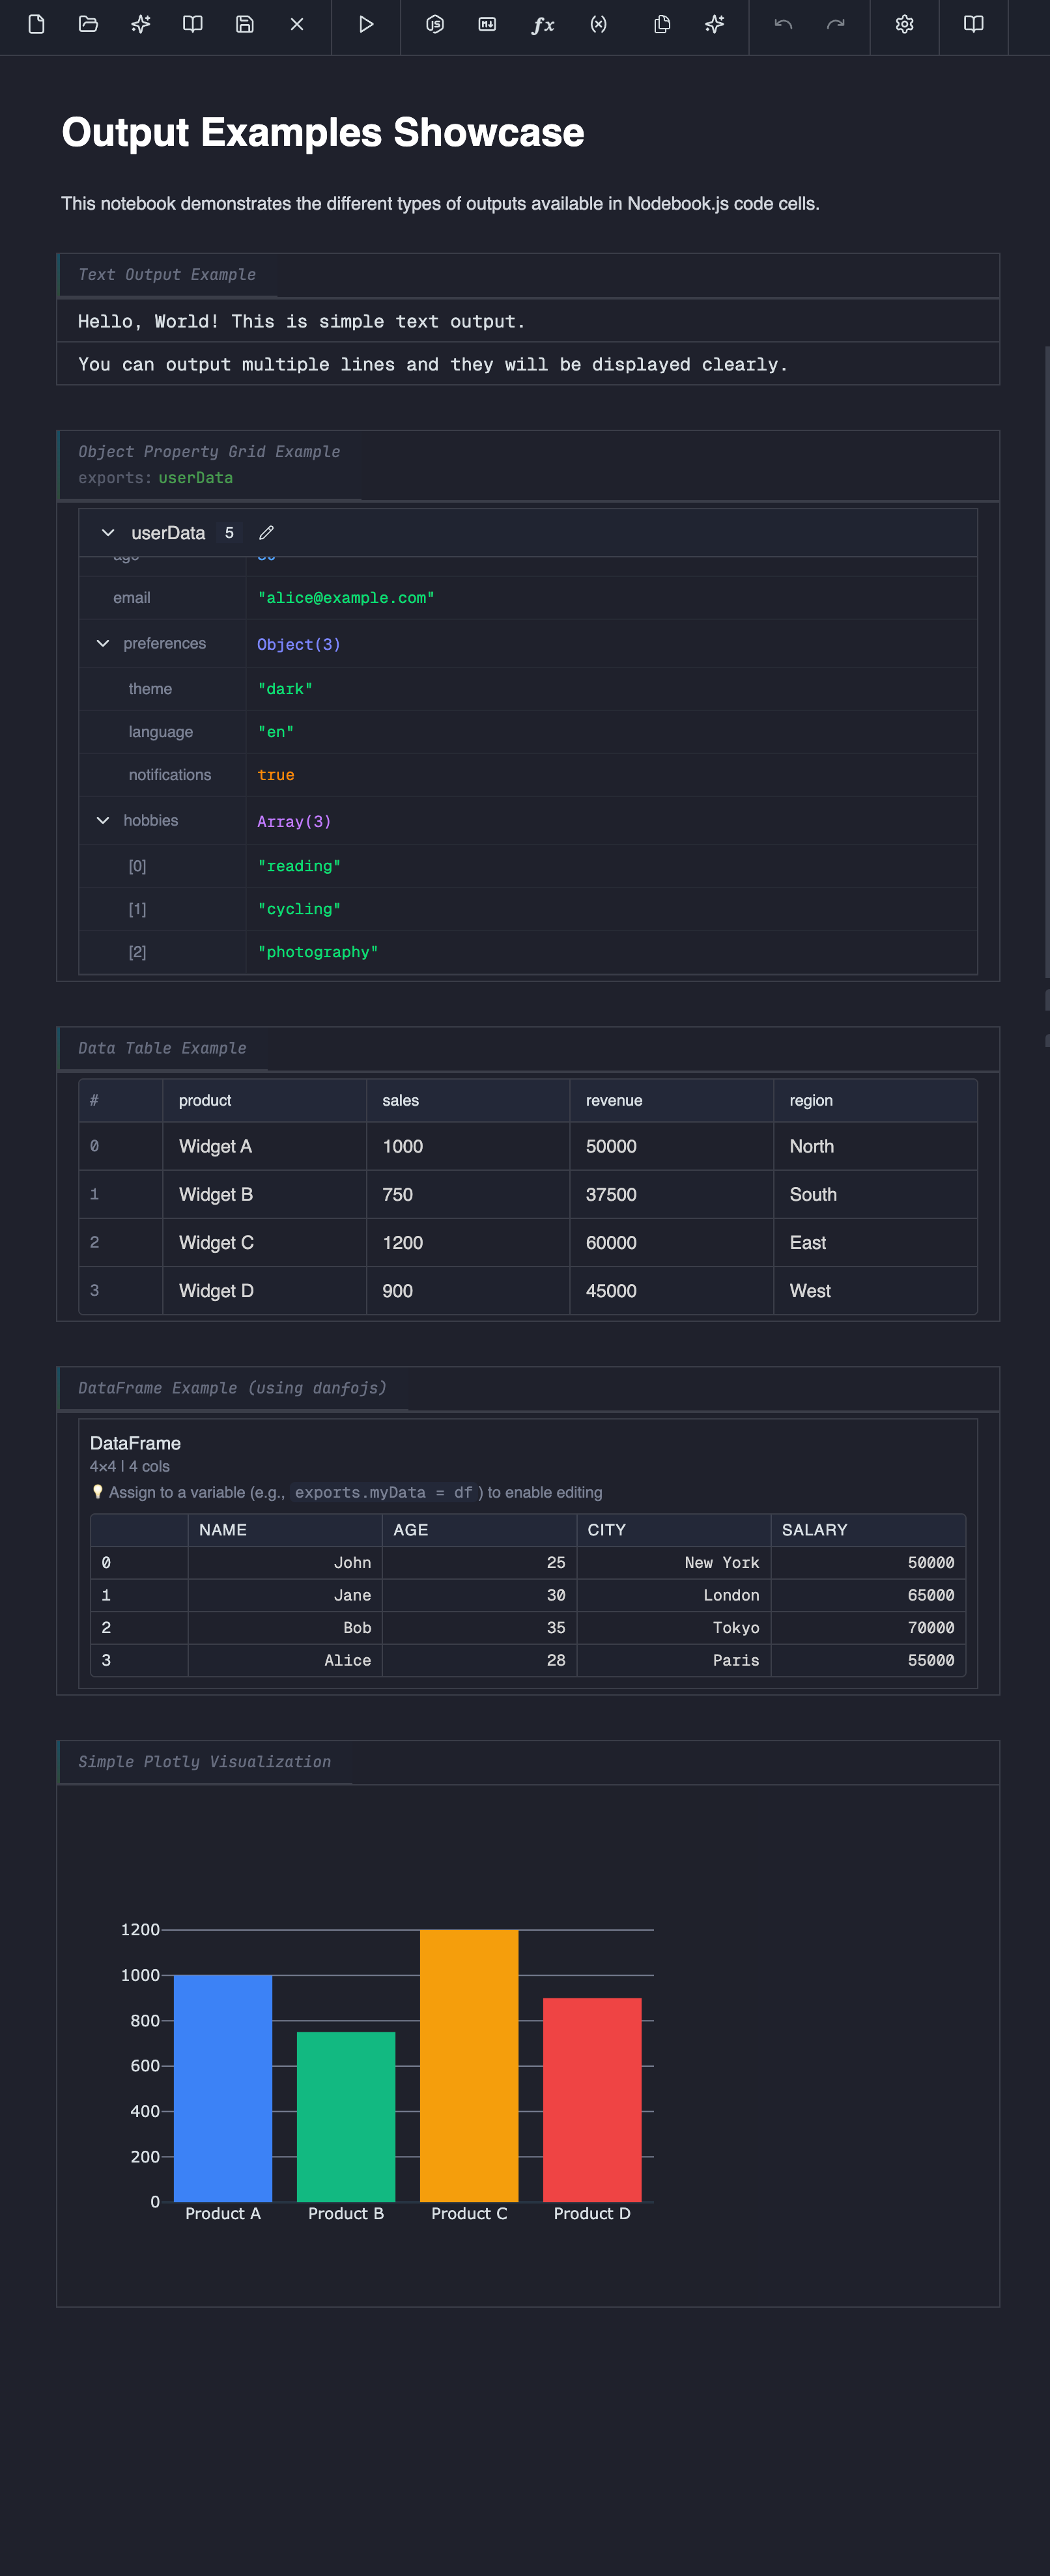 Output Examples Showcase
This notebook demonstrates the different types of outputs available in Nodebook.js code cells.
Text Output Example
Hello, World! This is simple text output.
You can output multiple lines and they will be displayed clearly.
Object Property Grid Example
exports: userData
userData 5
email "alice@example.com"
preferences Object(3)
theme "dark"
language "en"
notifications true
hobbies Array(3)
[0] "reading"
[1] "cycling"
[2] "photography"
Data Table Example
# product sales revenue region
0 Widget A 1000 50000 North
1 Widget B 750 37500 South
2 Widget C 1200 60000 East
3 Widget D 900 45000 West
DataFrame Example (using danfojs)
DataFrame
4×4 | 4 cols
💡 Assign to a variable (e.g., exports.myData = df ) to enable editing
NAME AGE CITY SALARY
0 John 25 New York 50000
1 Jane 30 London 65000
2 Bob 35 Tokyo 70000
3 Alice 28 Paris 55000
Simple Plotly Visualization
1200
1000
800
600
400
200
0
Product A Product B Product C Product D